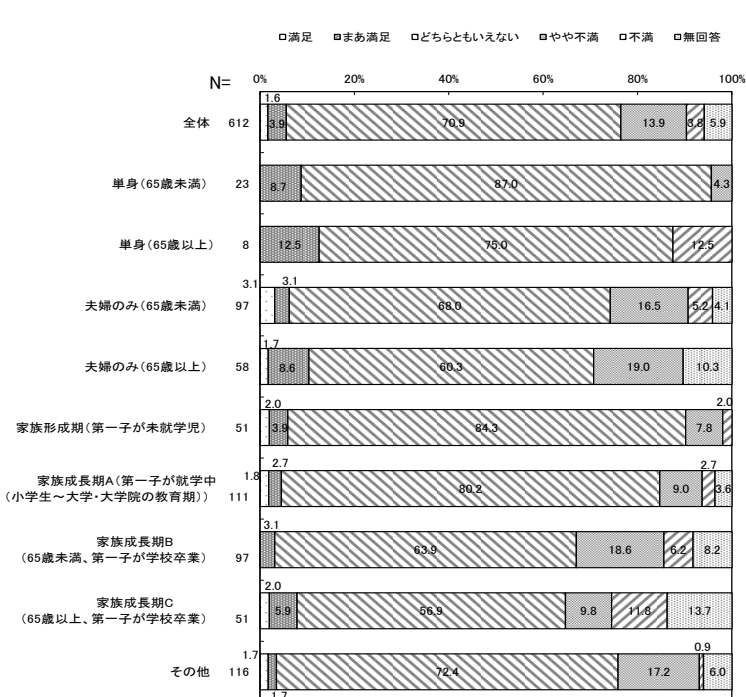 満足 まあ満足 どちらともいえない やや不満 不満 無回答
N= 0% 20% 40% 60% 80% 100%
1.6
全体 612 3.9 70.9 13.9 3.8 5.9
単身(65歳未満) 23 8.7 87.0 4.3
単身(65歳以上) 8 12.5 75.0 12.5
3.1 3.1
夫婦のみ(65歳未満) 97 68.0 16.5 5.2 4.1
1.7
夫婦のみ(65歳以上) 58 8.6 60.3 19.0 10.3
2.0 2.0
家族形成期(第一子が未就学児) 51 3.9 84.3 7.8
1.8 2.7 2.7
家族成長期A(第一子が就学中
(小学生~大学・大学院の教育期)) 111 80.2 9.0 3.6
3.1
家族成長期B
(65歳未満、第一子が学校卒業) 97 63.9 18.6 6.2 8.2
2.0
家族成長期C
(65歳以上、第一子が学校卒業) 51 5.9 56.9 9.8 11.8 13.7
1.7 0.9
その他 116 72.4 17.2 6.0
1.7